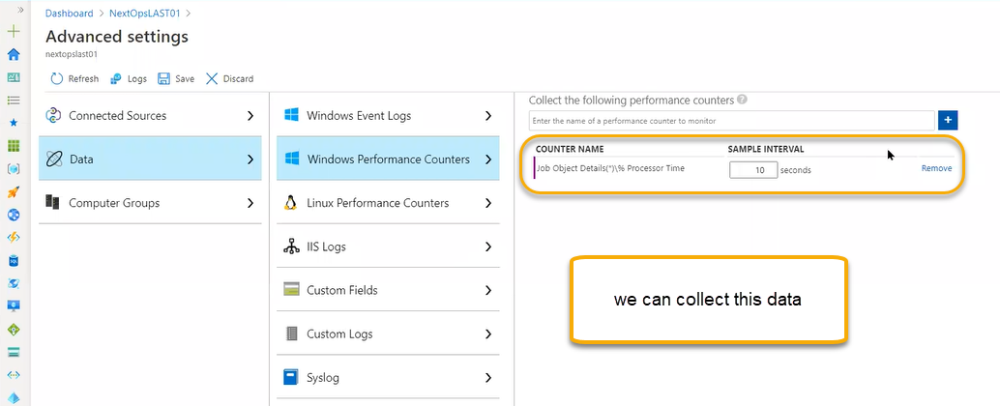 Dashboard > NextOpsLAST01 >
Advanced settings
nextopslast01
Refresh Logs Save Discard
Connected Sources
Data
Computer Groups
Windows Event Logs
Windows Performance Counters
Linux Performance Counters
IIS Logs
Custom Fields
Custom Logs
Syslog
Collect the following performance counters
Enter the name of a performance counter to monitor
COUNTER NAME SAMPLE INTERVAL
Job Object Details(*)\% Processor Time 10 seconds Remove
we can collect this data